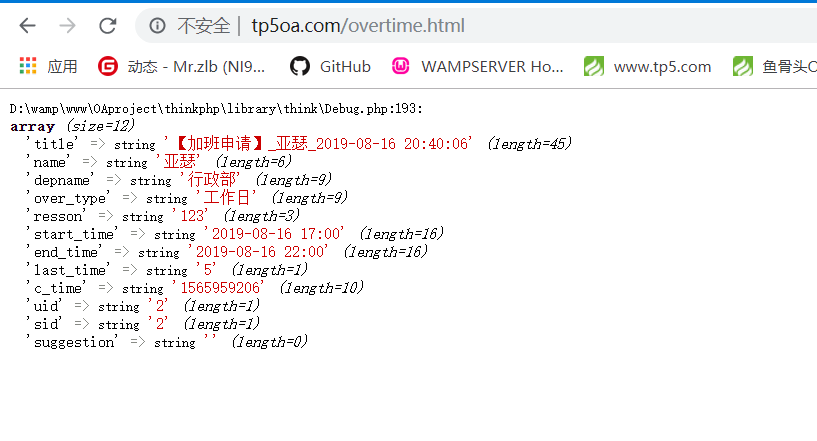 不安全 | tp5oa.com/overtime.html
应用 动态 - Mr.zlb (NI9... GitHub WAMPSERVER Ho... www.tp5.com 鱼骨头O
D:\wamp\www\OAproject\thinkphp\library\think\Debug.php:193:
array (size=12)
'title' => string '【加班申请】_亚瑟_2019-08-16 20:40:06' (length=45)
'name' => string '亚瑟' (length=6)
'depname' => string '行政部' (length=9)
'over_type' => string '工作日' (length=9)
'resson' => string '123' (length=3)
'start_time' => string '2019-08-16 17:00' (length=16)
'end_time' => string '2019-08-16 22:00' (length=16)
'last_time' => string '5' (length=1)
'c_time' => string '1565959206' (length=10)
'uid' => string '2' (length=1)
'sid' => string '2' (length=1)
'suggestion' => string '' (length=0)